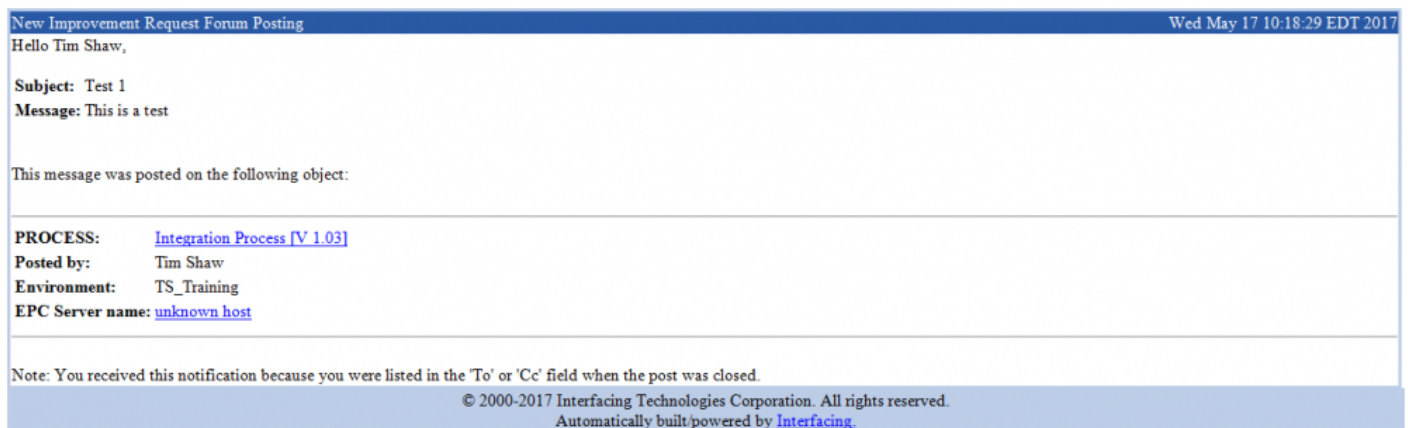 New Improvement Request Forum Posting Wed May 17 10:18:29 EDT 2017
Hello Tim Shaw,
Subject: Test 1
Message: This is a test
This message was posted on the following object:
PROCESS: Integration Process [V 1.03]
Posted by: Tim Shaw
Environment: TS_Training
EPC Server name: unknown host
Note: You received this notification because you were listed in the 'To' or 'Cc' field when the post was closed.
© 2000-2017 Interfacing Technologies Corporation. All rights reserved.
Automatically built/powered by Interfacing.